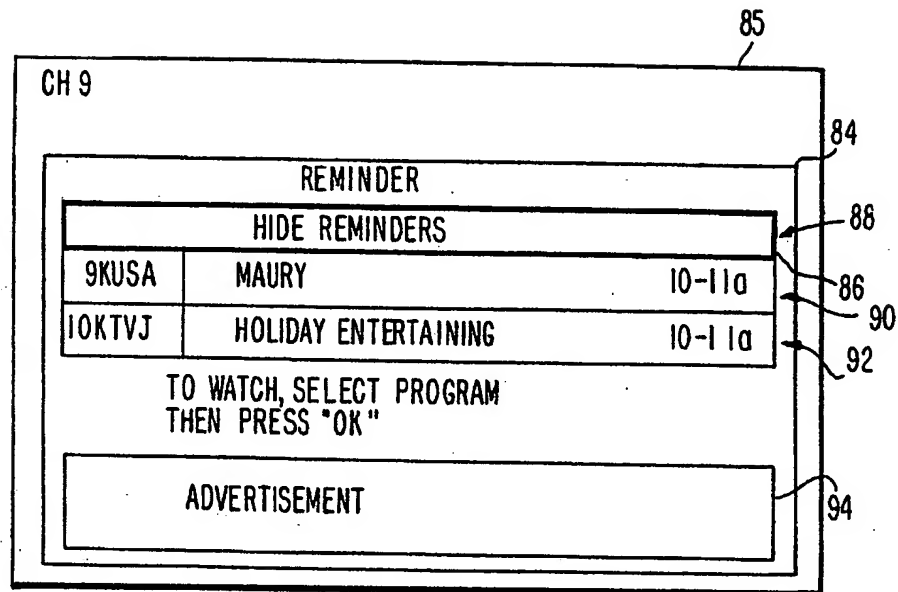 85
CH 9
84
REMINDER
HIDE REMINDERS
88
86
9KUSA MAURY 10-11a
90
10KTVJ HOLIDAY ENTERTAINING 10-11a
92
TO WATCH, SELECT PROGRAM
THEN PRESS "OK"
ADVERTISEMENT
94